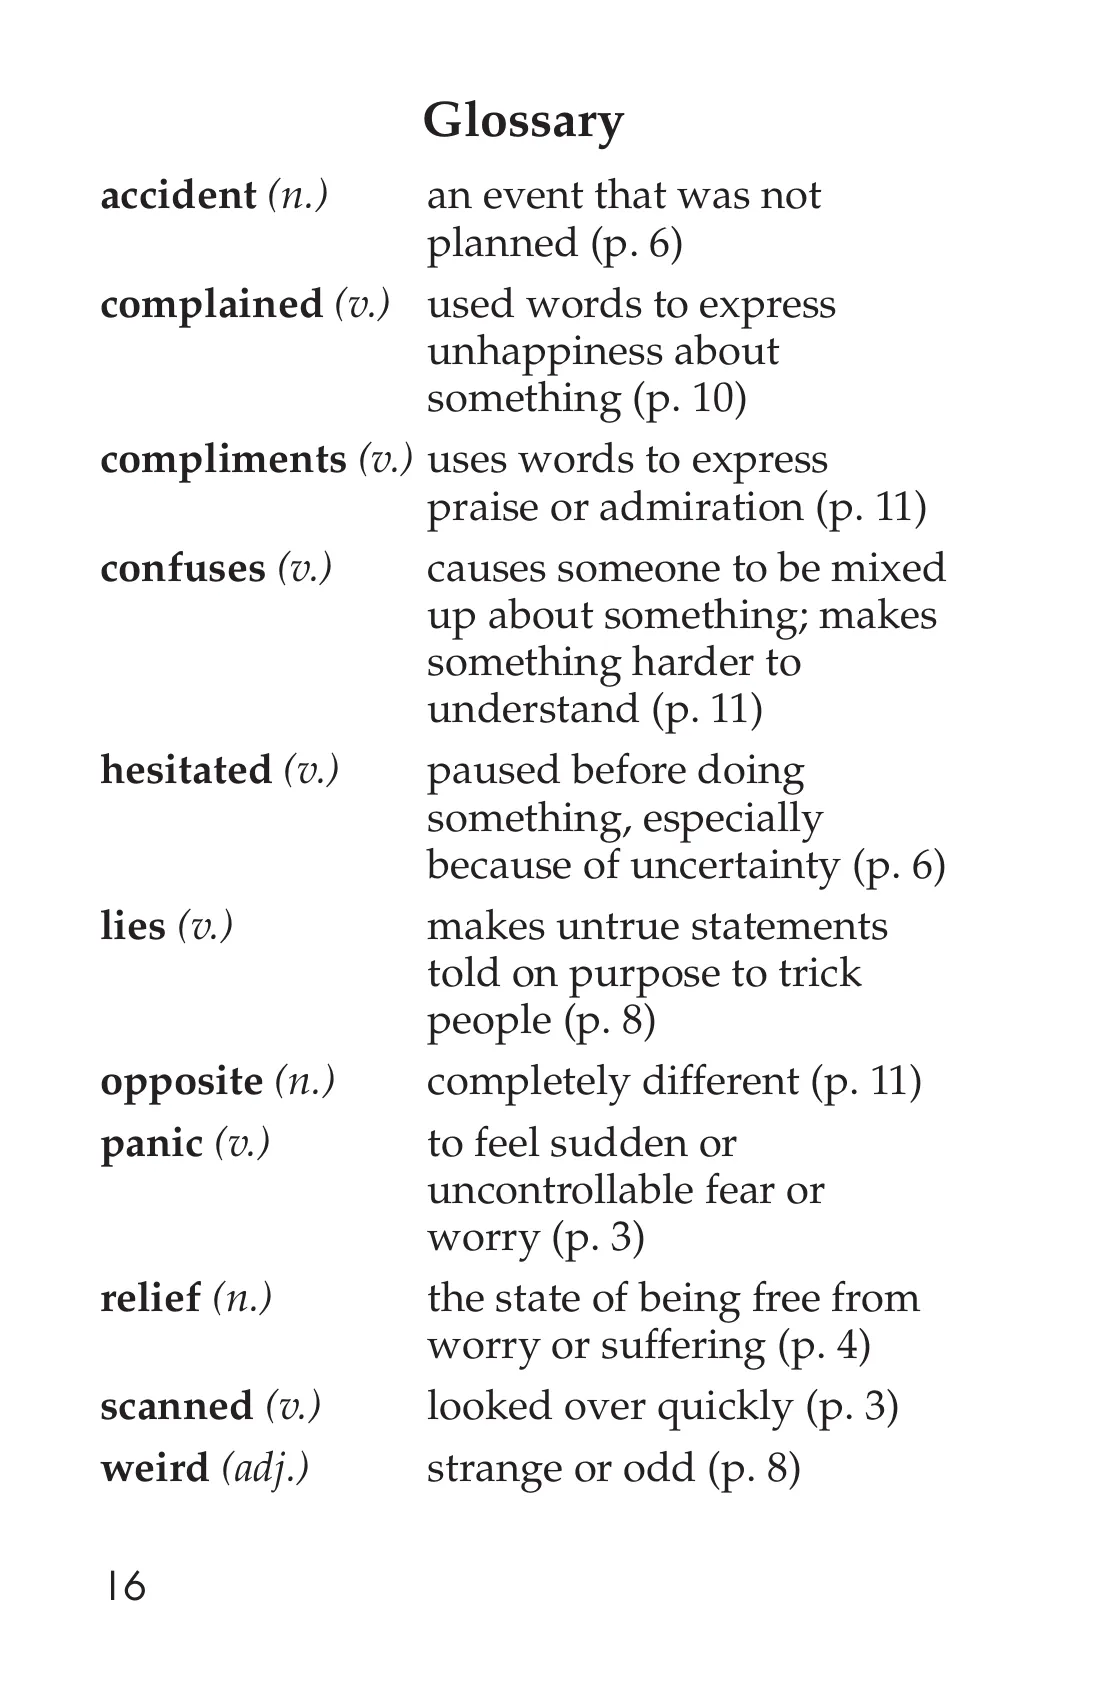 Glossary
accident (n.) an event that was not
planned (p. 6)
complained (v.) used words to express
unhappiness about
something (p. 10)
compliments (v.) uses words to express
praise or admiration (p. 11)
confuses (v.) causes someone to be mixed
up about something; makes
something harder to
understand (p. 11)
hesitated (v.) paused before doing
something, especially
because of uncertainty (p. 6)
lies (v.) makes untrue statements
told on purpose to trick
people (p. 8)
opposite (n.) completely different (p. 11)
panic (v.) to feel sudden or
uncontrollable fear or
worry (p. 3)
relief (n.) the state of being free from
worry or suffering (p. 4)
scanned (v.) looked over quickly (p. 3)
weird (adj.) strange or odd (p. 8)
16